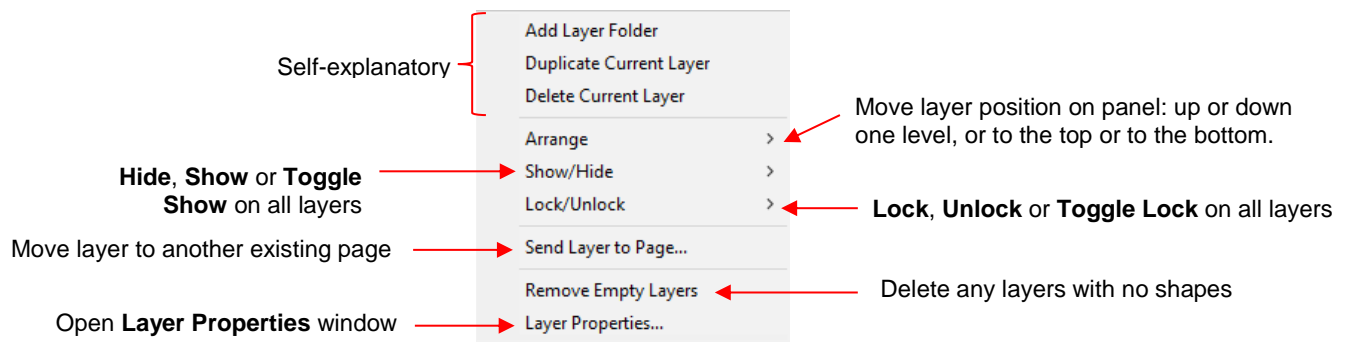 Add Layer Folder
Self-explanatory
Duplicate Current Layer
Delete Current Layer
Move layer position on panel: up or down
one level, or to the top or to the bottom.
Arrange
Hide, Show or Toggle
Show on all layers
Show/Hide
Lock/Unlock
Lock, Unlock or Toggle Lock on all layers
Move layer to another existing page
Send Layer to Page...
Remove Empty Layers
Delete any layers with no shapes
Open Layer Properties window
Layer Properties...